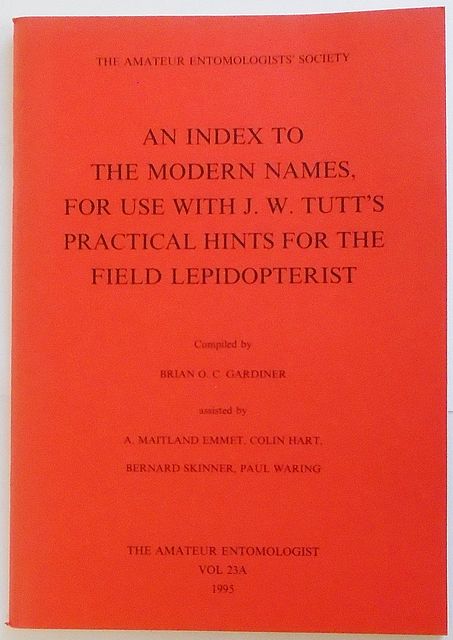 THE AMATEUR ENTOMOLOGISTS' SOCIETY
AN INDEX TO
THE MODERN NAMES,
FOR USE WITH J. W. TUTT'S
PRACTICAL HINTS FOR THE
FIELD LEPIDOPTERIST
Compiled by
BRIAN O. C GARDINER
assisted by
A. MAITLAND EMMET, COLIN HART,
BERNARD SKINNER, PAUL WARING
THE AMATEUR ENTOMOLOGIST
VOL 23A
1995